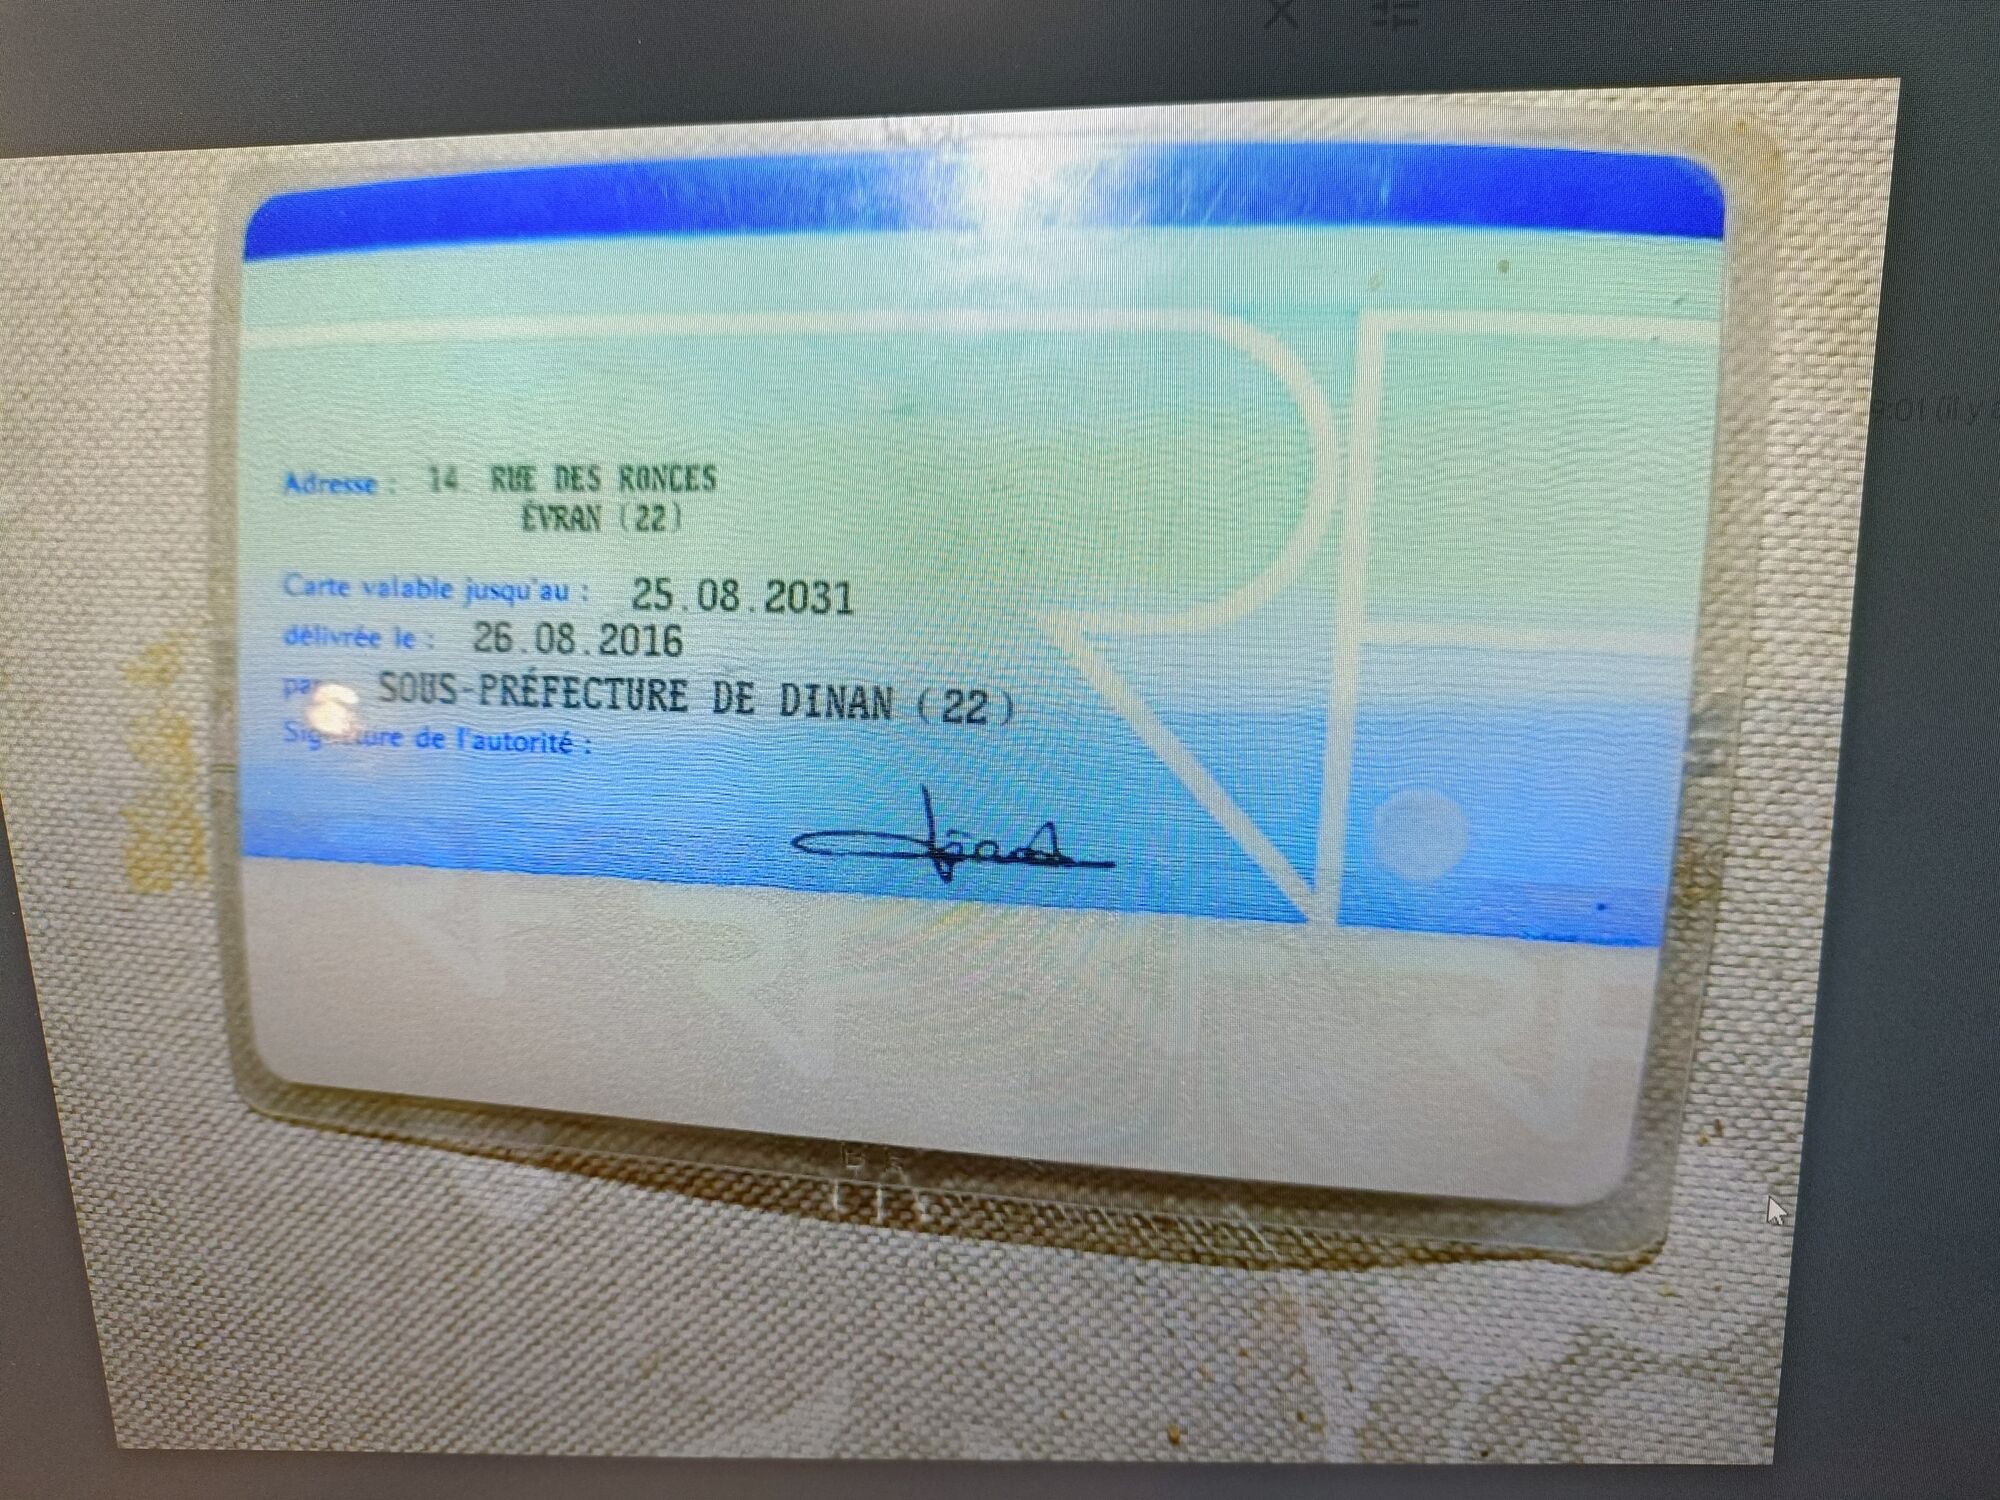 Adresse : 14 RUE DES RONCES
ÉVRAN (22)
Carte valable jusqu'au : 25.08.2031
délivrée le : 26.08.2016
SOUS-PRÉFECTURE DE DINAN (22)
Signature de l'autorité :